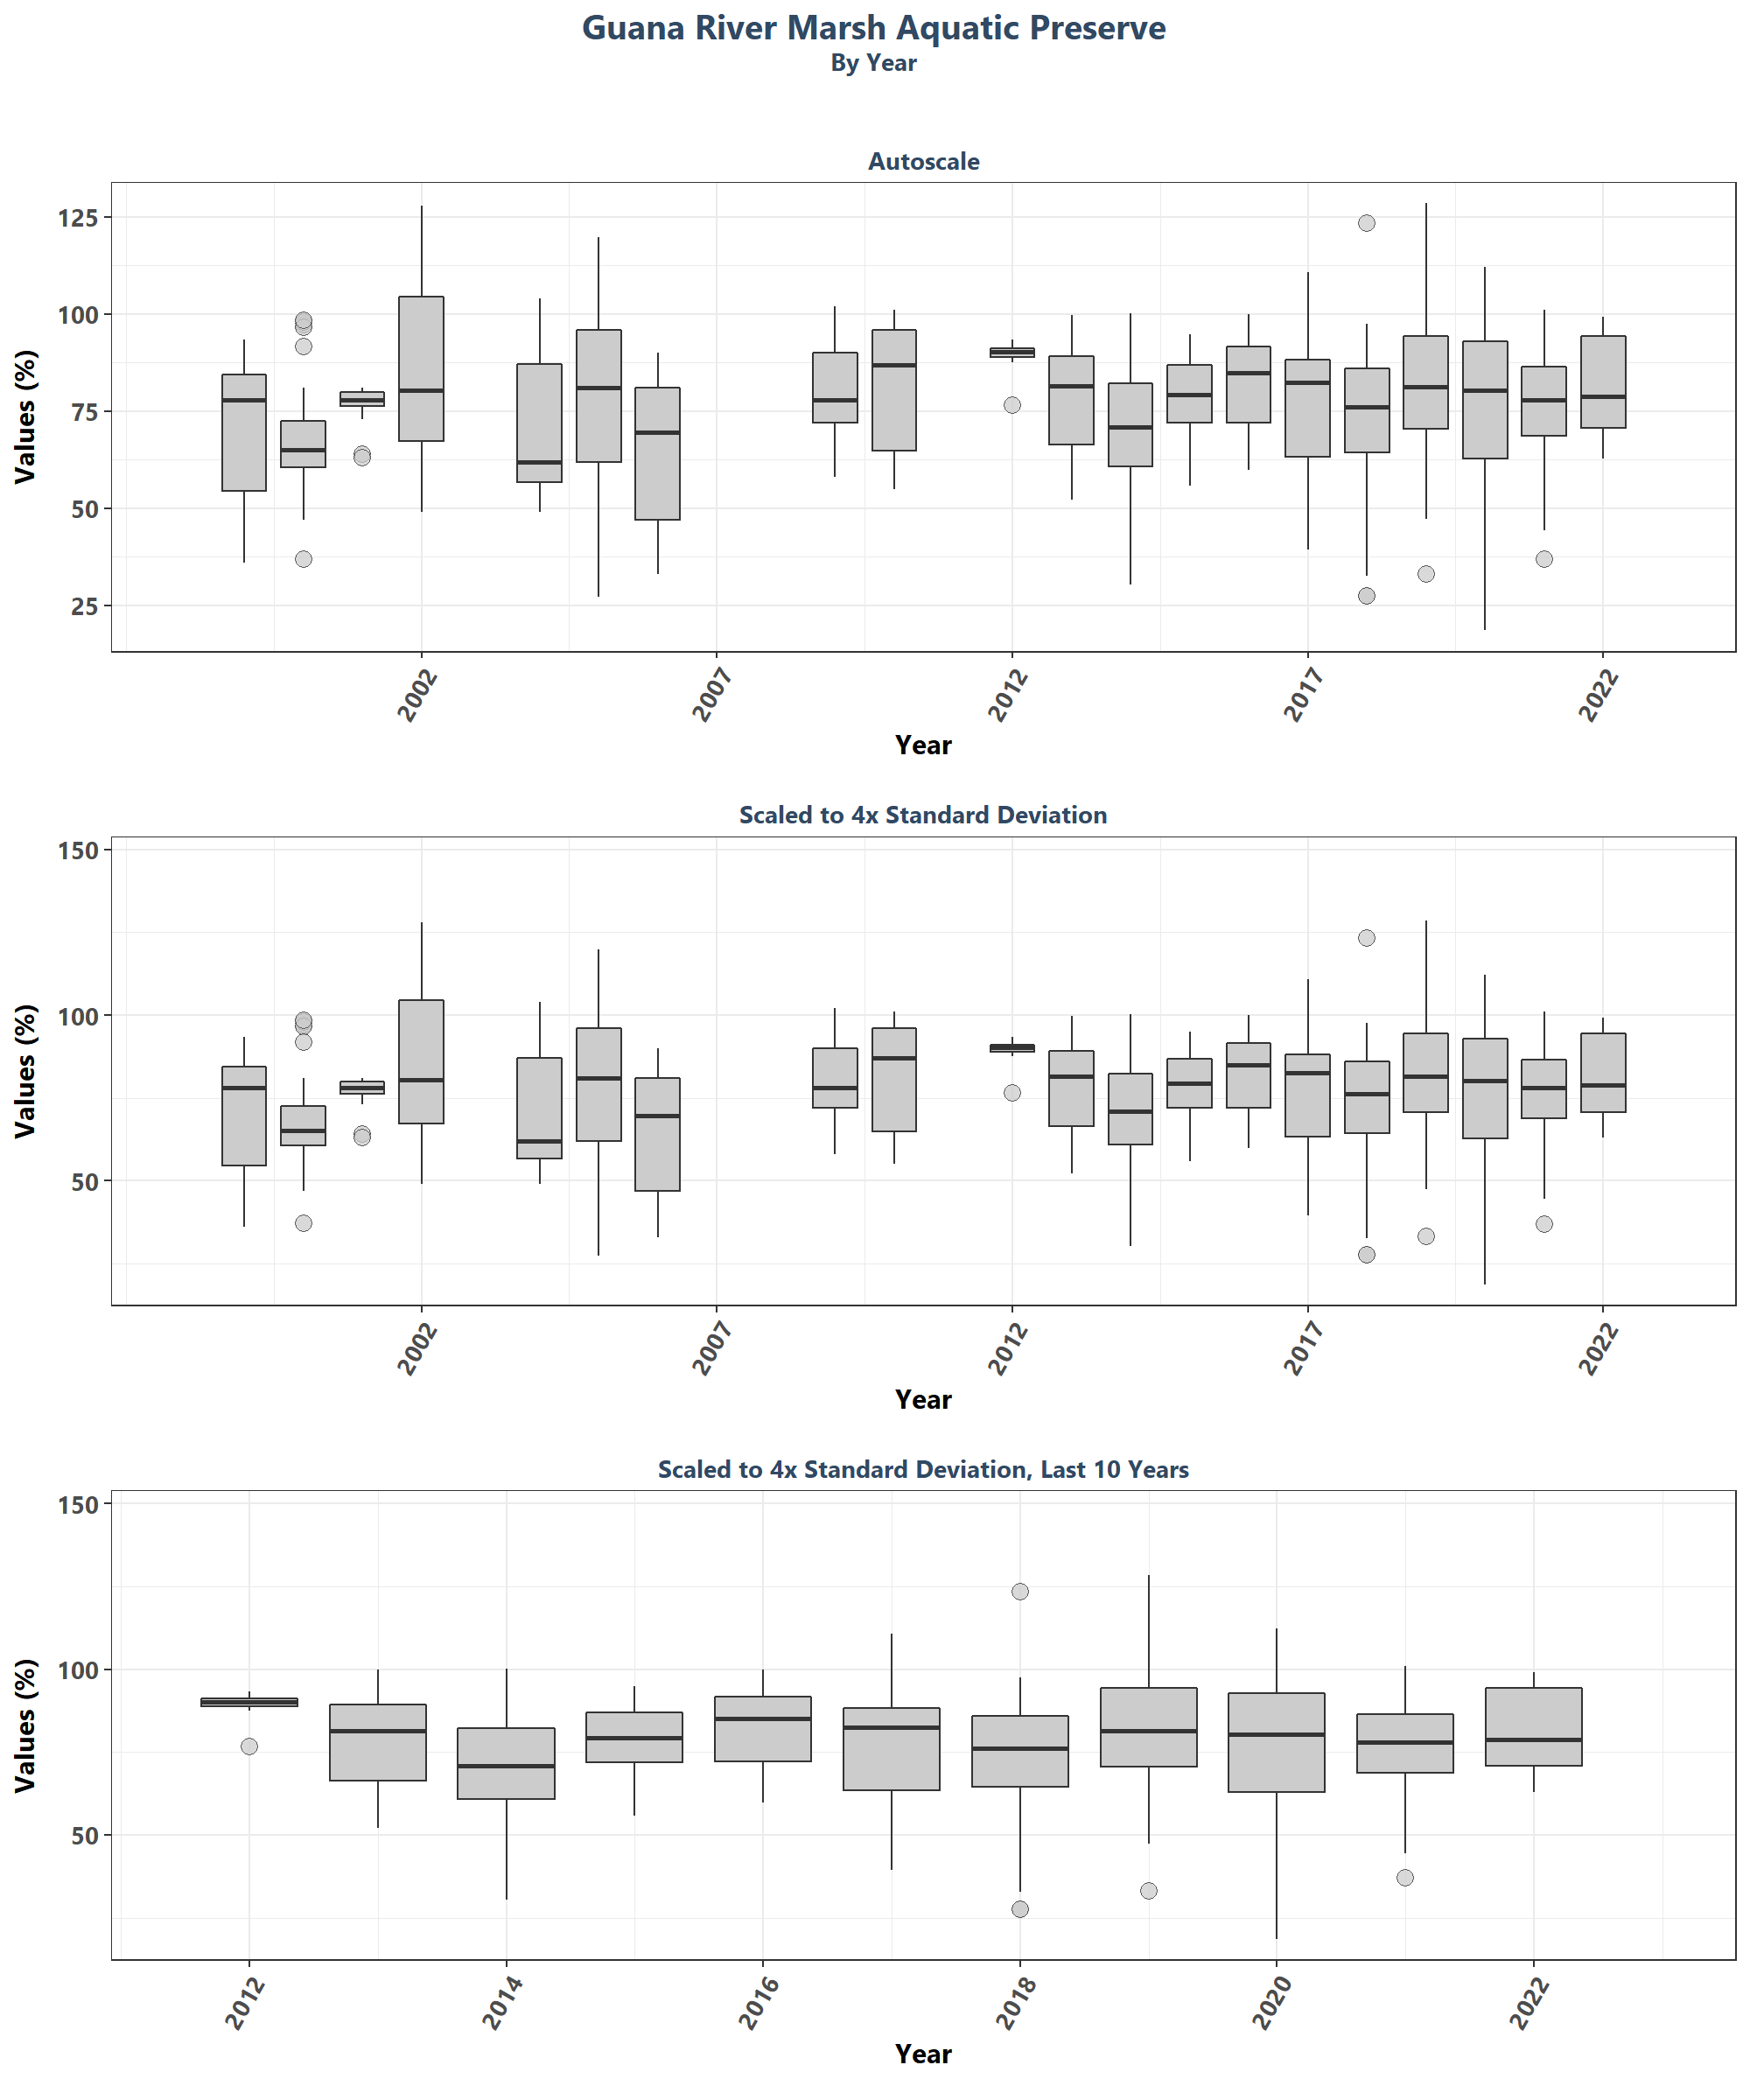 Guana River Marsh Aquatic Preserve
By Year
Autoscale
Values (%)
125
100
75
50
25
2002
2007
2012
2017
2022
Year
Scaled to 4x Standard Deviation
Values (%)
150
100
50
2002
2007
2012
2017
2022
Year
Scaled to 4x Standard Deviation, Last 10 Years
Values (%)
150
100
50
2012
2014
2016
2018
2020
2022
Year